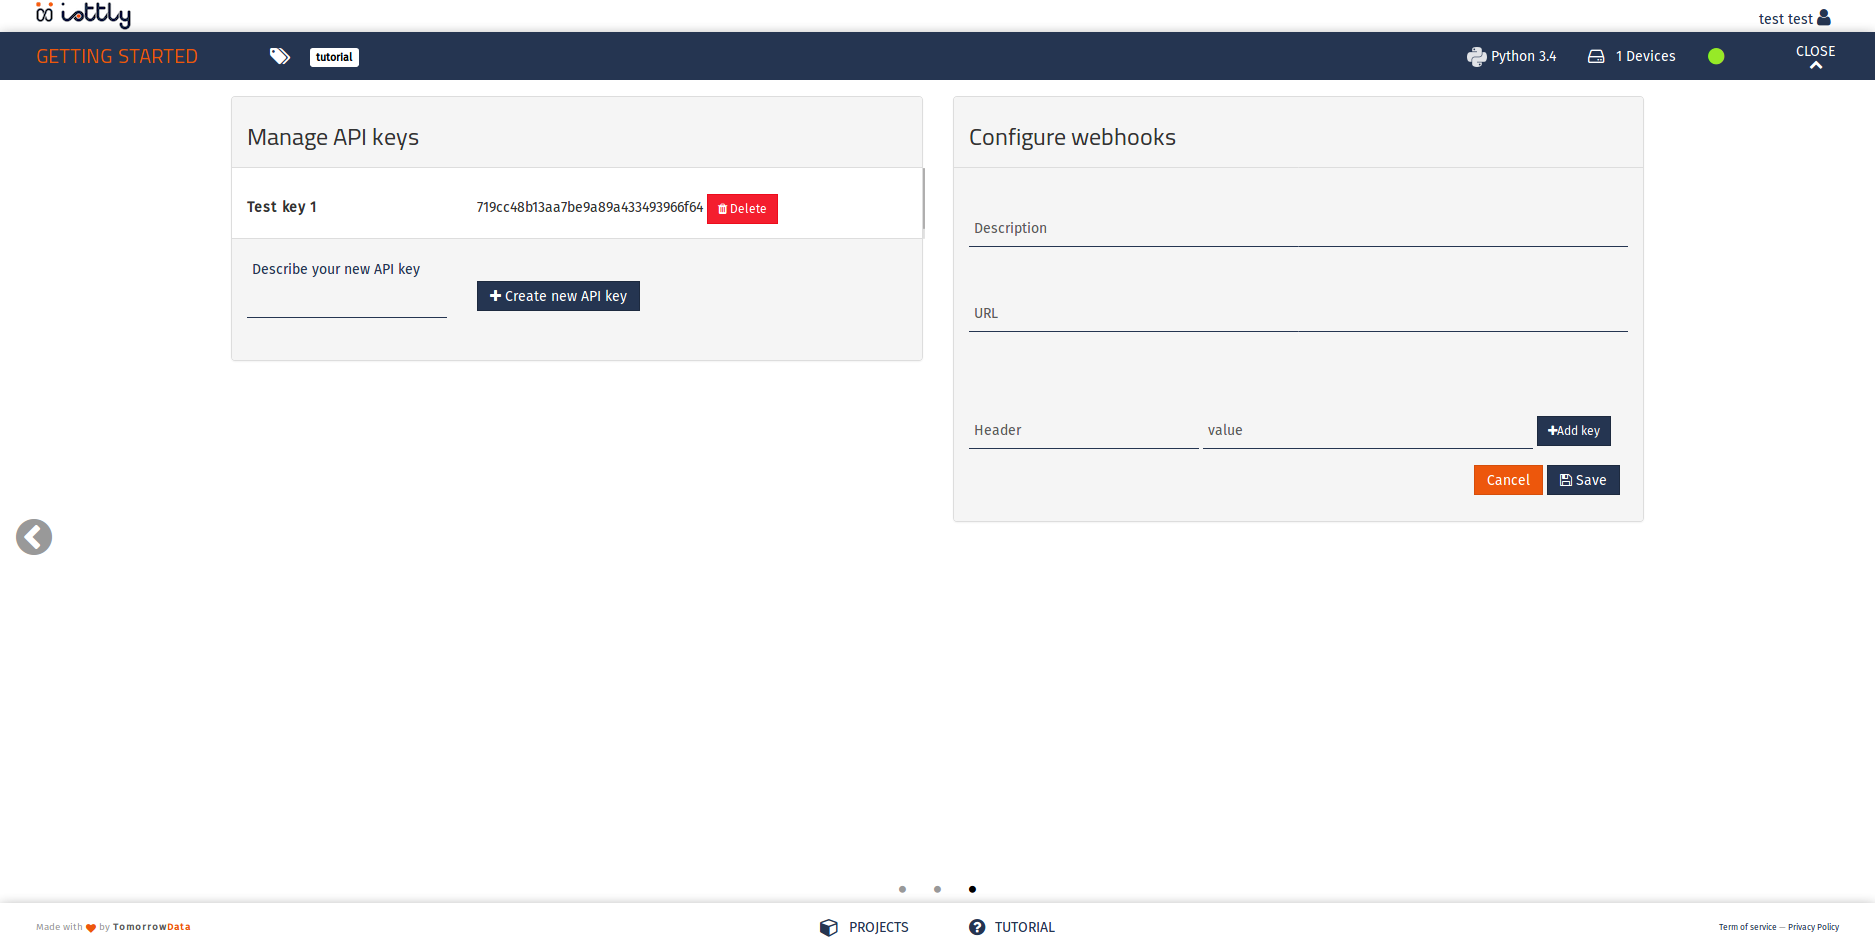 iottly
test test
GETTING STARTED
tutorial
Python 3.4
1 Devices
CLOSE
Manage API keys
Test key 1
719cc48b13aa7be9a89a433493966f64
Delete
Describe your new API key
Create new API key
Configure webhooks
Description
URL
Header
value
Add key
Cancel
Save
Made with by TomorrowData
PROJECTS
TUTORIAL
Term of service – Privacy Policy